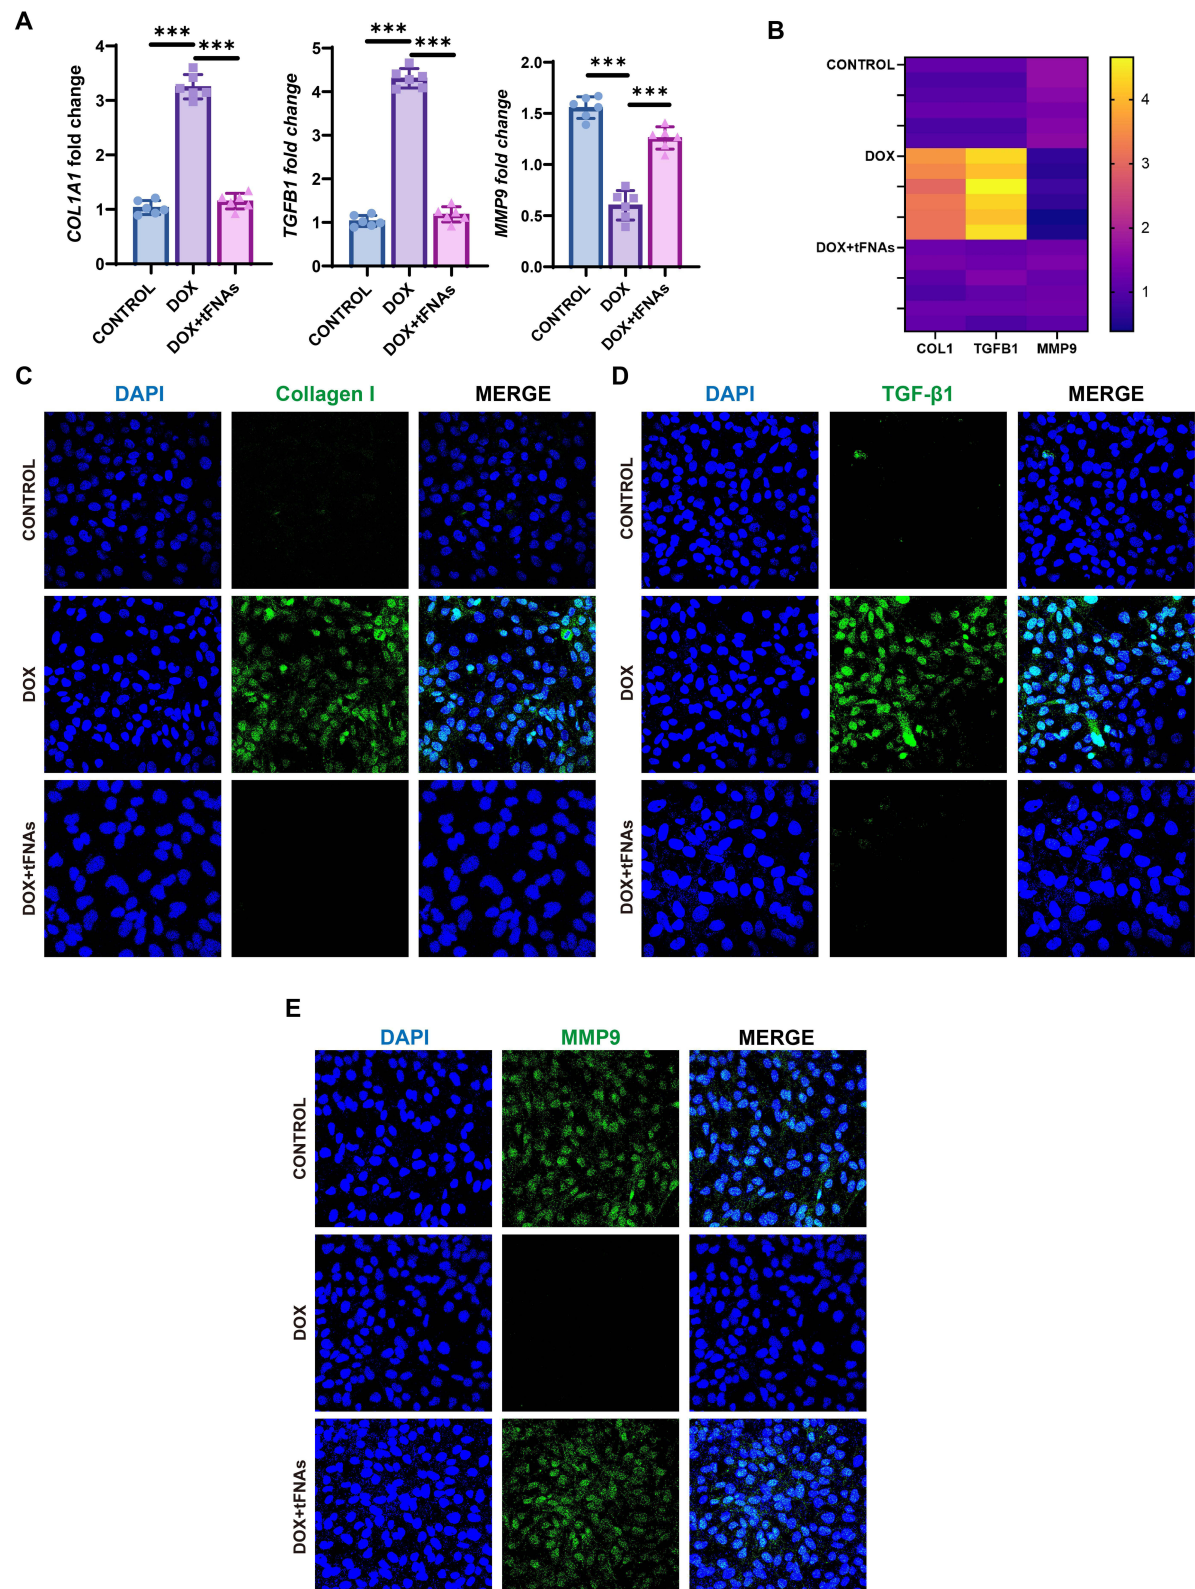 A
COL1A1 fold change
4
3
2
1
0
***
***
CONTROL
DOX
DOX+tFNAs
TGFB1 fold change
5
4
3
2
1
0
***
***
CONTROL
DOX
DOX+tFNAs
MMP9 fold change
2.0
1.5
1.0
0.5
0.0
***
***
CONTROL
DOX
DOX+tFNAs
B
CONTROL
DOX
DOX+tFNAs
COL1 TGFB1 MMP9
4
3
2
1
C
DAPI Collagen I MERGE
CONTROL
DOX
DOX+tFNAs
D
DAPI TGF-β1 MERGE
CONTROL
DOX
DOX+tFNAs
E
DAPI MMP9 MERGE
CONTROL
DOX
DOX+tFNAs